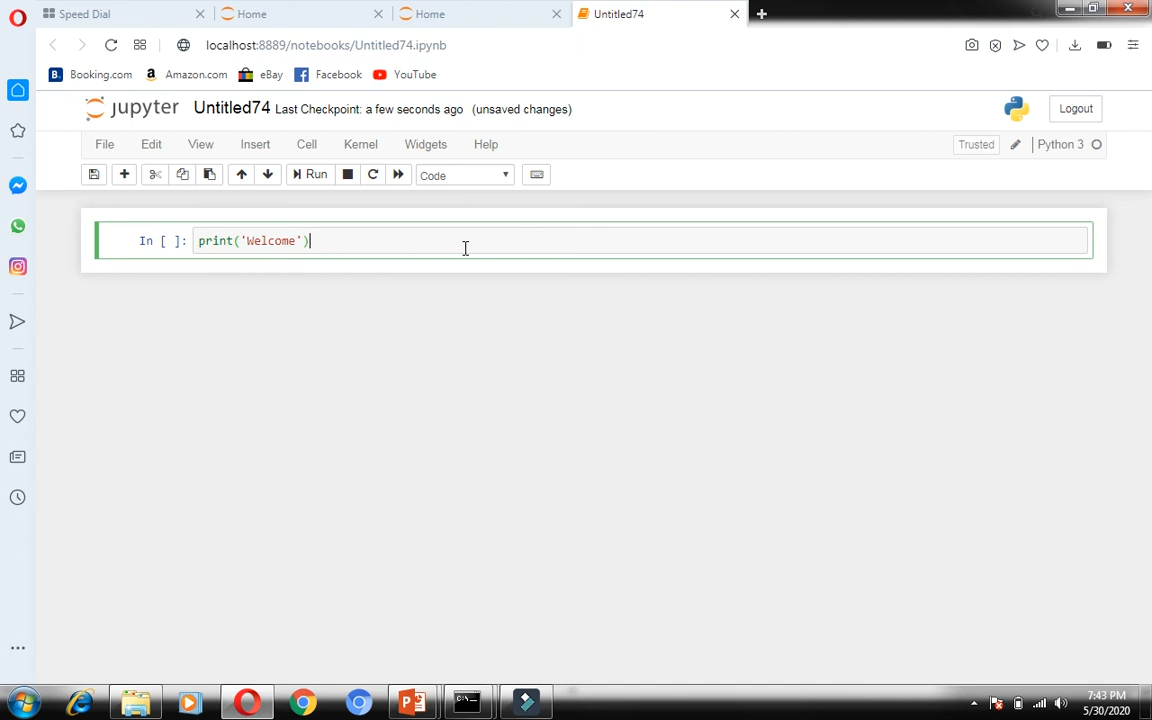 Speed Dial Home Home Untitled74
localhost:8889/notebooks/Untitled74.ipynb
B. Booking.com a Amazon.com eBay Facebook YouTube
jupyter Untitled74 Last Checkpoint: a few seconds ago (unsaved changes) Logout
File Edit View Insert Cell Kernel Widgets Help Trusted Python 3
Run Code
In [ ]: print('Welcome')
7:43 PM
5/30/2020